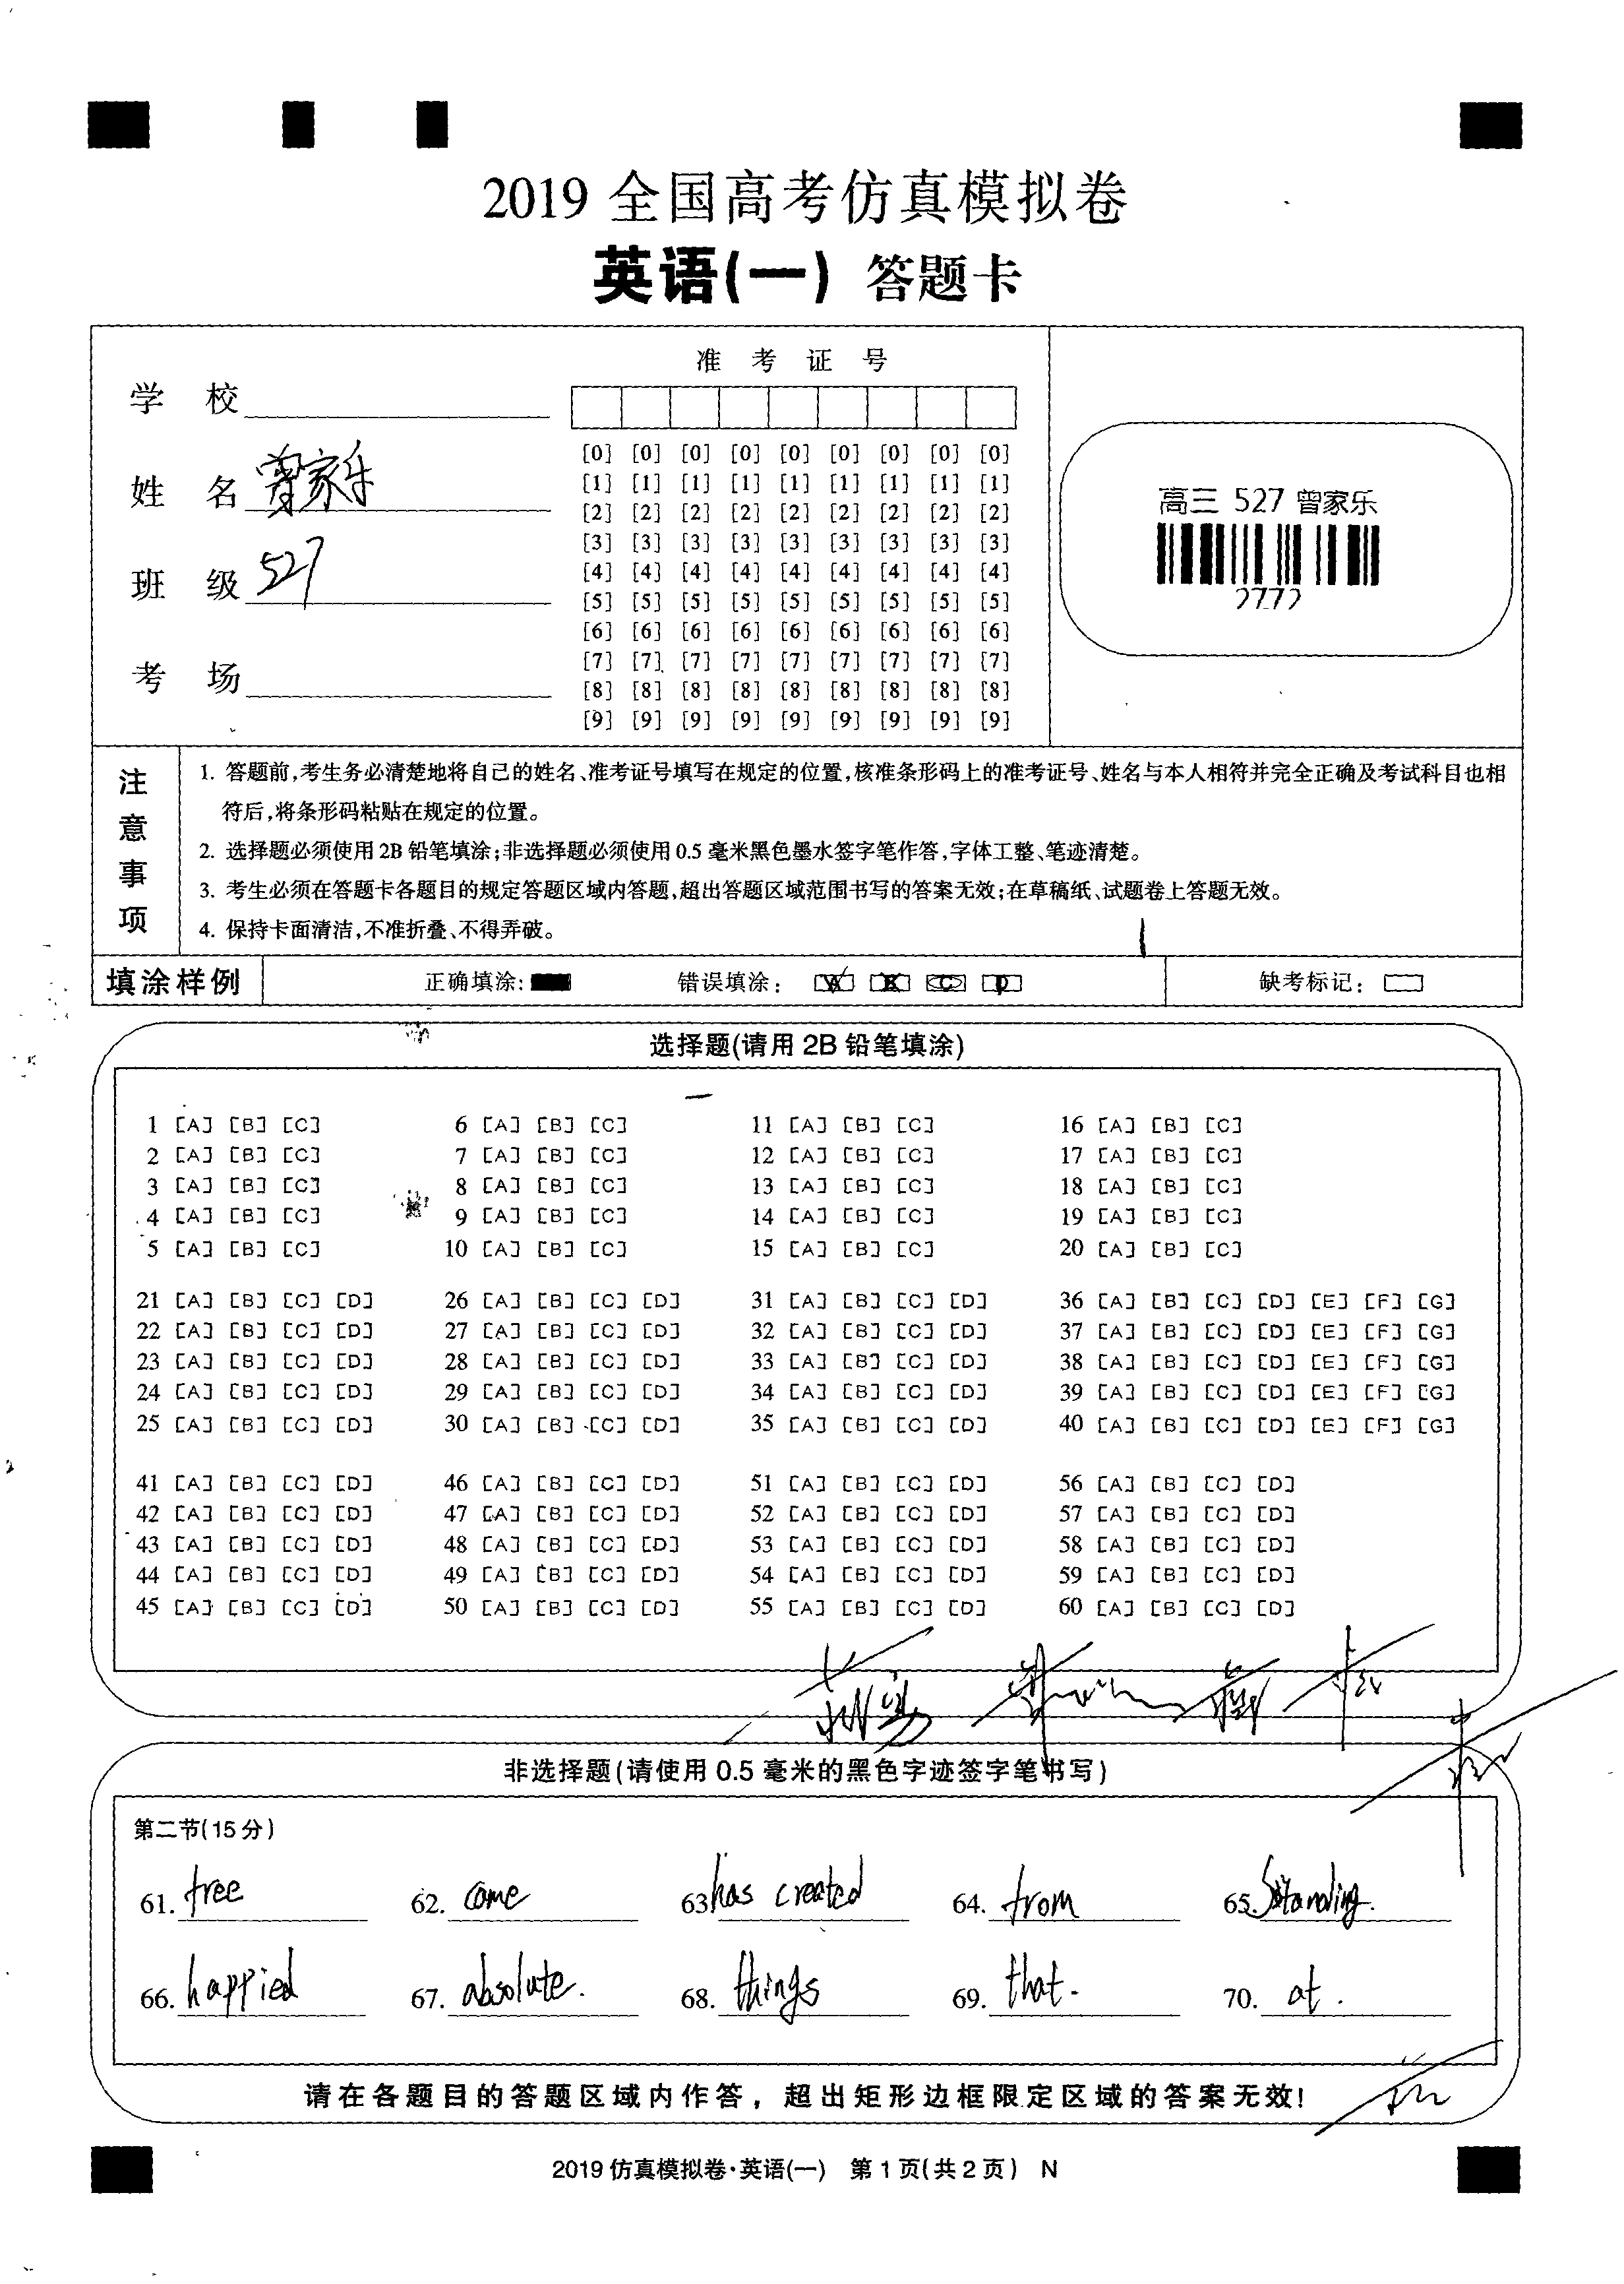 2019 全国高考仿真模拟卷
英语(一) 答题卡
准 考 证 号
学 校
姓 名 曾家乐
班 级 527
考 场
[0] [0] [0] [0] [0] [0] [0] [0] [0]
[1] [1] [1] [1] [1] [1] [1] [1] [1]
[2] [2] [2] [2] [2] [2] [2] [2] [2]
[3] [3] [3] [3] [3] [3] [3] [3] [3]
[4] [4] [4] [4] [4] [4] [4] [4] [4]
[5] [5] [5] [5] [5] [5] [5] [5] [5]
[6] [6] [6] [6] [6] [6] [6] [6] [6]
[7] [7] [7] [7] [7] [7] [7] [7] [7]
[8] [8] [8] [8] [8] [8] [8] [8] [8]
[9] [9] [9] [9] [9] [9] [9] [9] [9]
高三 527 曾家乐
2772
注意事项
1. 答题前,考生务必清楚地将自己的姓名、准考证号填写在规定的位置,核准条形码上的准考证号、姓名与本人相符并完全正确及考试科目也相
符后,将条形码粘贴在规定的位置。
2. 选择题必须使用2B铅笔填涂;非选择题必须使用0.5毫米黑色墨水签字笔作答,字体工整、笔迹清楚。
3. 考生必须在答题卡各题目的规定答题区域内答题,超出答题区域范围书写的答案无效;在草稿纸、试题卷上答题无效。
4. 保持卡面清洁,不准折叠、不得弄破。
填涂样例 正确填涂: 错误填涂: A B C D 缺考标记:
选择题(请用 2B 铅笔填涂)
1 [A] [B] [C] 6 [A] [B] [C] 11 [A] [B] [C] 16 [A] [B] [C]
2 [A] [B] [C] 7 [A] [B] [C] 12 [A] [B] [C] 17 [A] [B] [C]
3 [A] [B] [C] 8 [A] [B] [C] 13 [A] [B] [C] 18 [A] [B] [C]
4 [A] [B] [C] 9 [A] [B] [C] 14 [A] [B] [C] 19 [A] [B] [C]
5 [A] [B] [C] 10 [A] [B] [C] 15 [A] [B] [C] 20 [A] [B] [C]
21 [A] [B] [C] [D] 26 [A] [B] [C] [D] 31 [A] [B] [C] [D] 36 [A] [B] [C] [D] [E] [F] [G]
22 [A] [B] [C] [D] 27 [A] [B] [C] [D] 32 [A] [B] [C] [D] 37 [A] [B] [C] [D] [E] [F] [G]
23 [A] [B] [C] [D] 28 [A] [B] [C] [D] 33 [A] [B] [C] [D] 38 [A] [B] [C] [D] [E] [F] [G]
24 [A] [B] [C] [D] 29 [A] [B] [C] [D] 34 [A] [B] [C] [D] 39 [A] [B] [C] [D] [E] [F] [G]
25 [A] [B] [C] [D] 30 [A] [B] [C] [D] 35 [A] [B] [C] [D] 40 [A] [B] [C] [D] [E] [F] [G]
41 [A] [B] [C] [D] 46 [A] [B] [C] [D] 51 [A] [B] [C] [D] 56 [A] [B] [C] [D]
42 [A] [B] [C] [D] 47 [A] [B] [C] [D] 52 [A] [B] [C] [D] 57 [A] [B] [C] [D]
43 [A] [B] [C] [D] 48 [A] [B] [C] [D] 53 [A] [B] [C] [D] 58 [A] [B] [C] [D]
44 [A] [B] [C] [D] 49 [A] [B] [C] [D] 54 [A] [B] [C] [D] 59 [A] [B] [C] [D]
45 [A] [B] [C] [D] 50 [A] [B] [C] [D] 55 [A] [B] [C] [D] 60 [A] [B] [C] [D]
非选择题(请使用 0.5 毫米的黑色字迹签字笔书写)
第二节(15分)
61. free 62. come 63. has created 64. from 65. Standing.
66. happied 67. absolute. 68. things 69. that. 70. at.
请在各题目的答题区域内作答，超出矩形边框限定区域的答案无效!
2019 仿真模拟卷·英语(一) 第 1 页(共 2 页) N